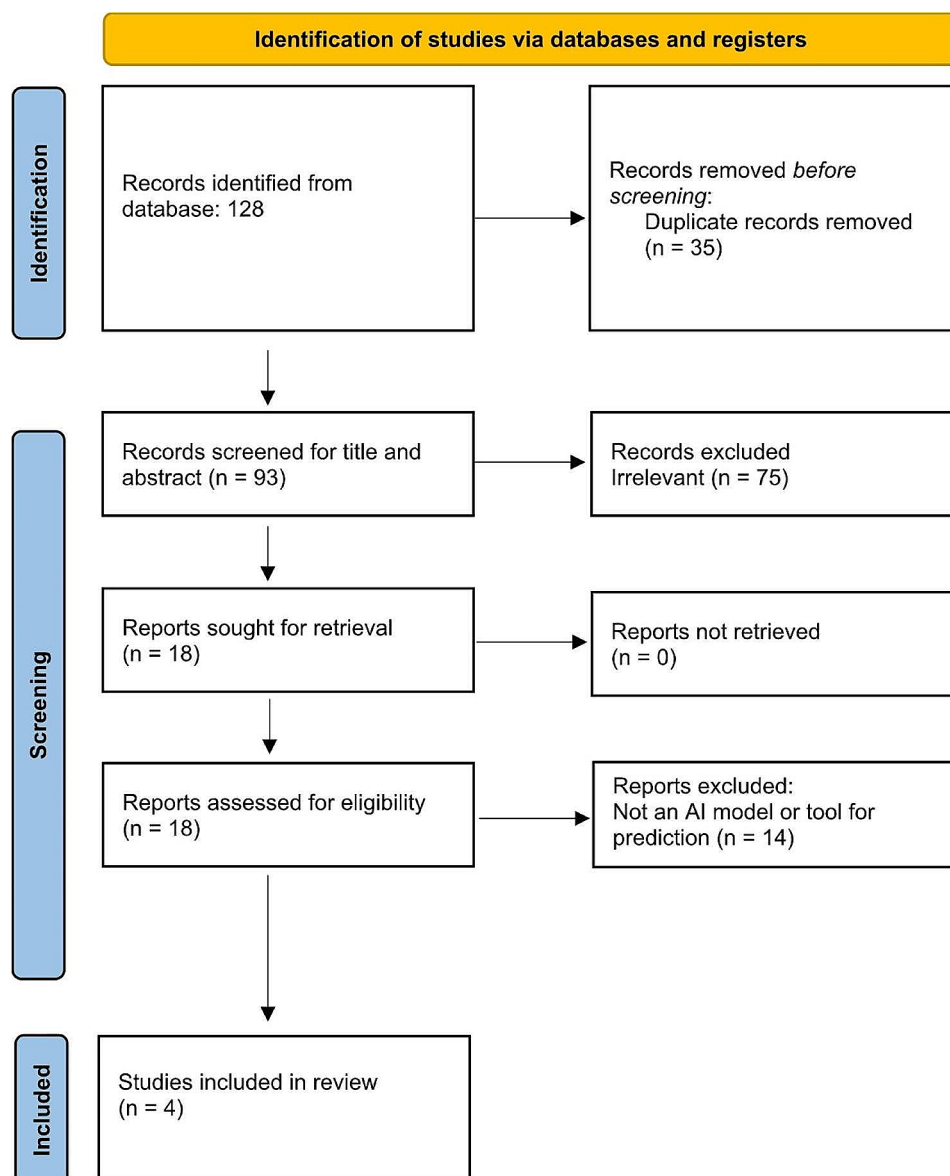 Identification of studies via databases and registers
Identification
Records identified from
database: 128
Records removed before
screening:
Duplicate records removed
(n = 35)
Screening
Records screened for title and
abstract (n = 93)
Records excluded
Irrelevant (n = 75)
Reports sought for retrieval
(n = 18)
Reports not retrieved
(n = 0)
Reports assessed for eligibility
(n = 18)
Reports excluded:
Not an AI model or tool for
prediction (n = 14)
Included
Studies included in review
(n = 4)